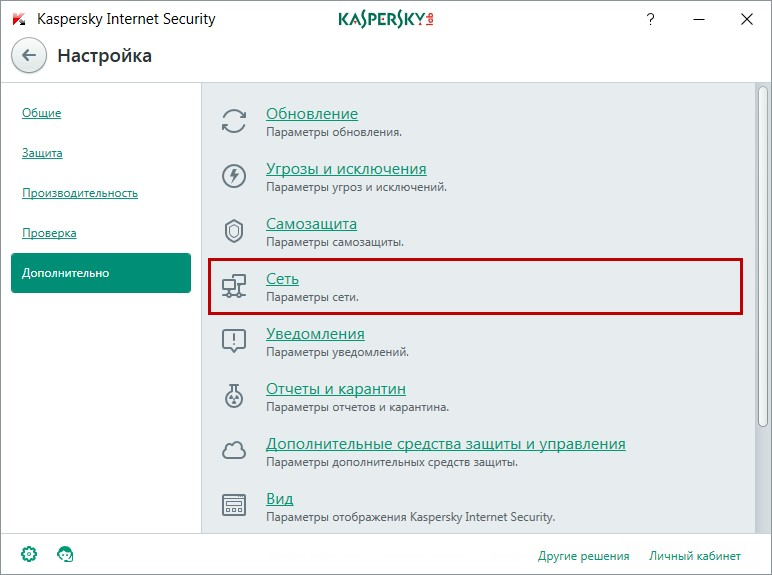 Kaspersky Internet Security
KASPERSKY lab
?
Настройка
Общие
Защита
Производительность
Проверка
Дополнительно
Обновление
Параметры обновления.
Угрозы и исключения
Параметры угроз и исключений.
Самозащита
Параметры самозащиты.
Сеть
Параметры сети.
Уведомления
Параметры уведомлений.
Отчеты и карантин
Параметры отчетов и карантина.
Дополнительные средства защиты и управления
Параметры дополнительных средств защиты.
Вид
Параметры отображения Kaspersky Internet Security.
Другие решения
Личный кабинет